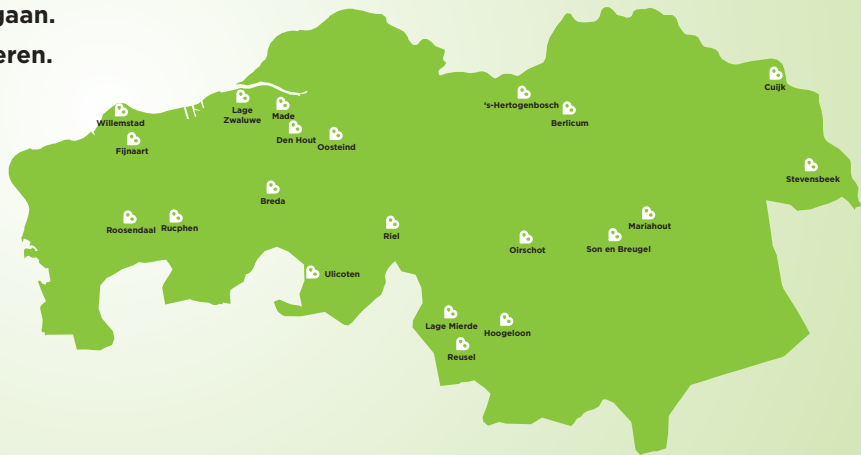 gaan.
eren.
Cuijk
's-Hertogenbosch
Berlicum
Lage
Zwaluwe
Made
Willemstad
Den Hout
Oosteind
Fijnaart
Stevensbeek
Breda
Roosendaal
Rucphen
Riel
Mariahout
Oirschot
Son en Breugel
Ulicoten
Lage Mierde
Hoogeloon
Reusel